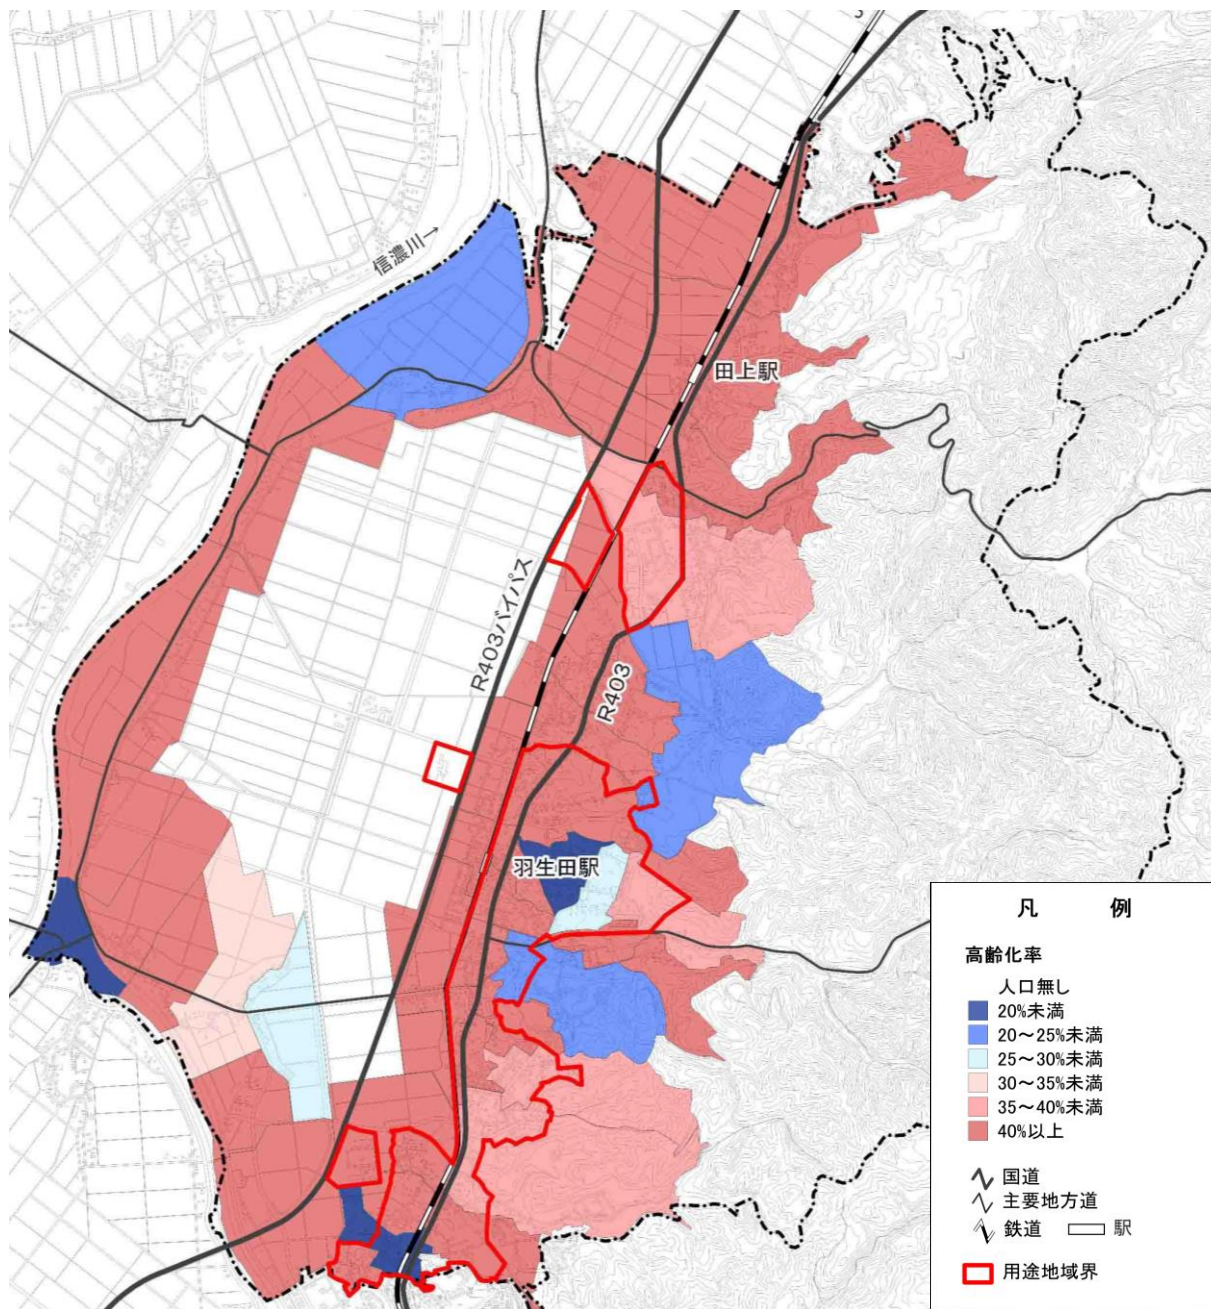 信濃川→
田上駅
R403バイパス
R403
羽生田駅
凡 例
高齢化率
人口無し
20%未満
20～25%未満
25～30%未満
30～35%未満
35～40%未満
40%以上
国道
主要地方道
鉄道 駅
用途地域界